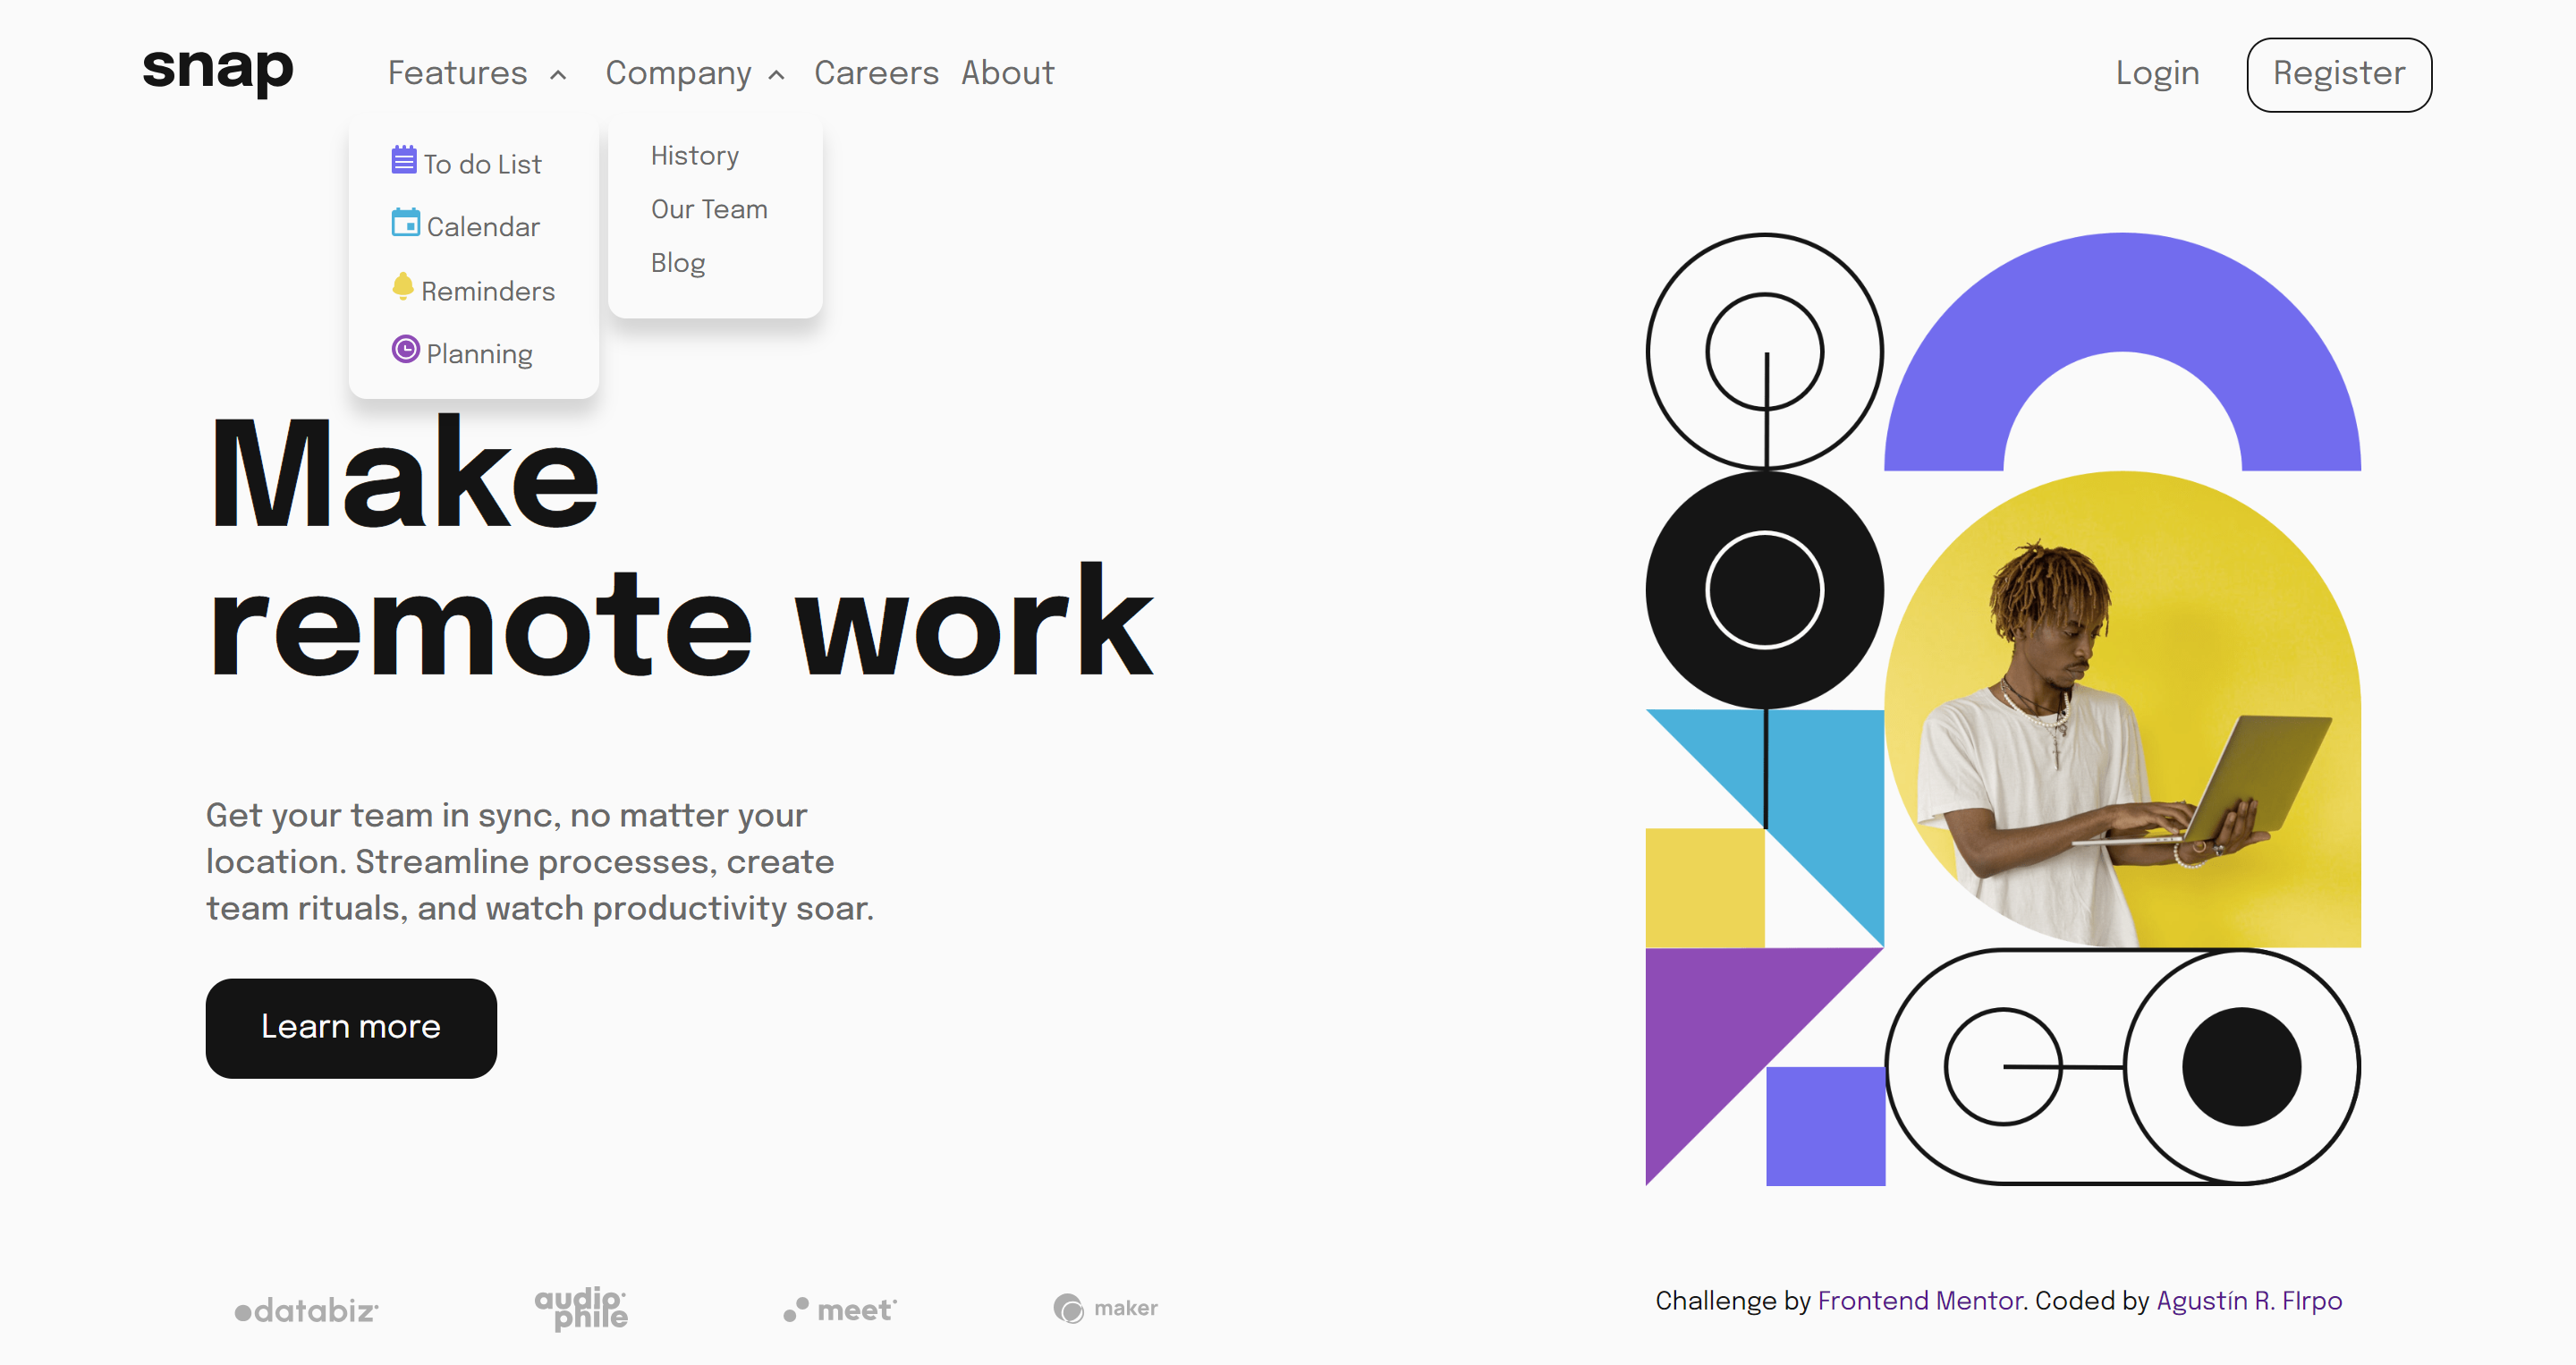 snap
Features
Company
Careers
About
Login
Register
To do List
Calendar
Reminders
Planning
History
Our Team
Blog
Make
remote work
Get your team in sync, no matter your
location. Streamline processes, create
team rituals, and watch productivity soar.
Learn more
databiz
audio
phile
meet
maker
Challenge by Frontend Mentor. Coded by Agustín R. FIrpo